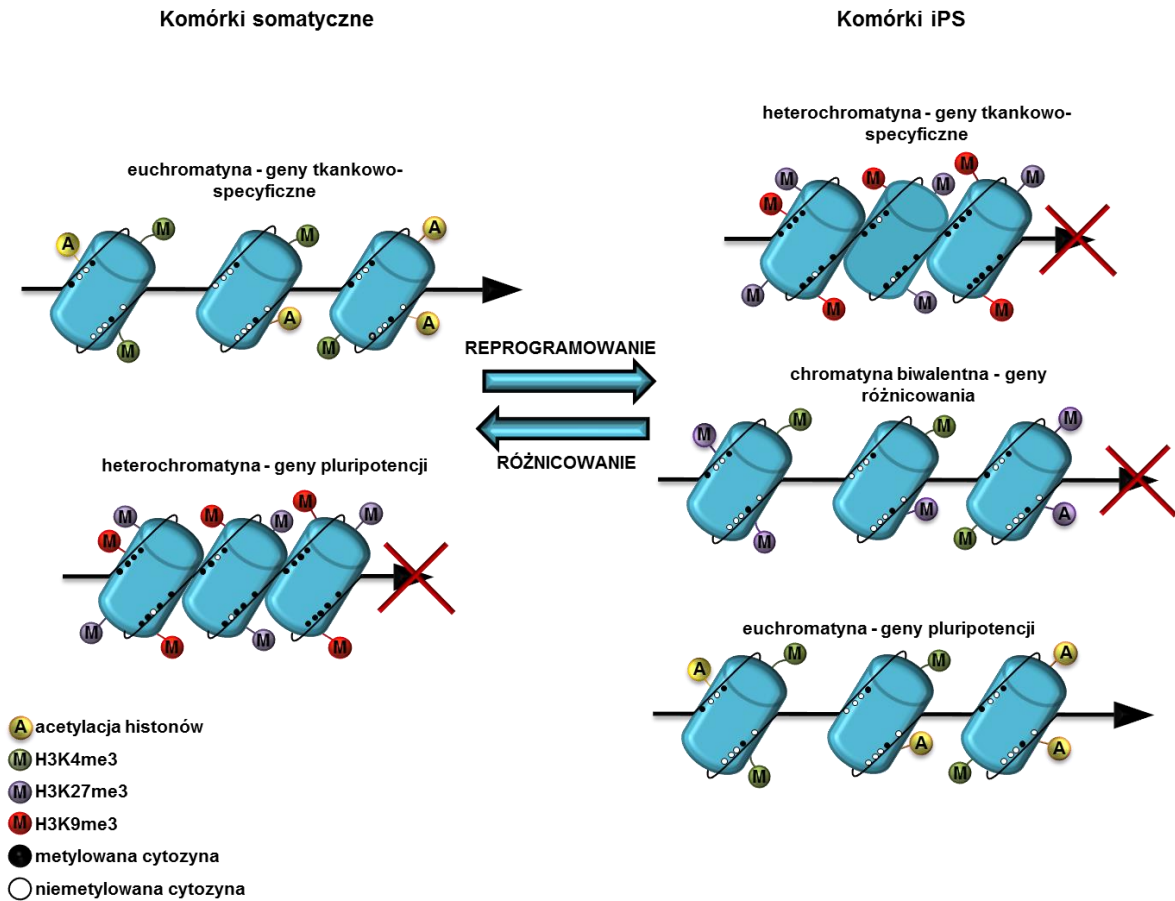 Komórki somatyczne
Komórki iPS
heterochromatyna - geny tkankowo-
specyficzne
M M M M M M M M M
euchromatyna - geny tkankowo-
specyficzne
A M M A M A M A
REPROGRAMOWANIE
RÓŻNICOWANIE
chromatyna biwalentna - geny
różnicowania
M M M M M M M A
heterochromatyna - geny pluripotencji
M M M M M M M M M M
euchromatyna - geny pluripotencji
A M M A M A M A
A acetylacja histonów
M H3K4me3
M H3K27me3
M H3K9me3
metylowana cytozyna
niemetylowana cytozyna